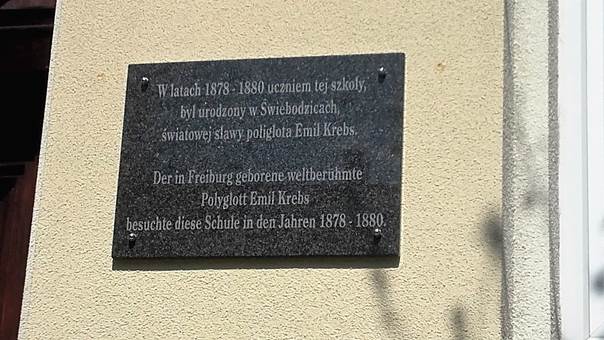 W latach 1878 - 1880 uczniem tej szkoły,
był urodzony w Świebodzicach,
światowej sławy poliglota Emil Krebs.
Der in Freiburg geborene weltberühmte
Polyglott Emil Krebs
besuchte diese Schule in den Jahren 1878 - 1880.